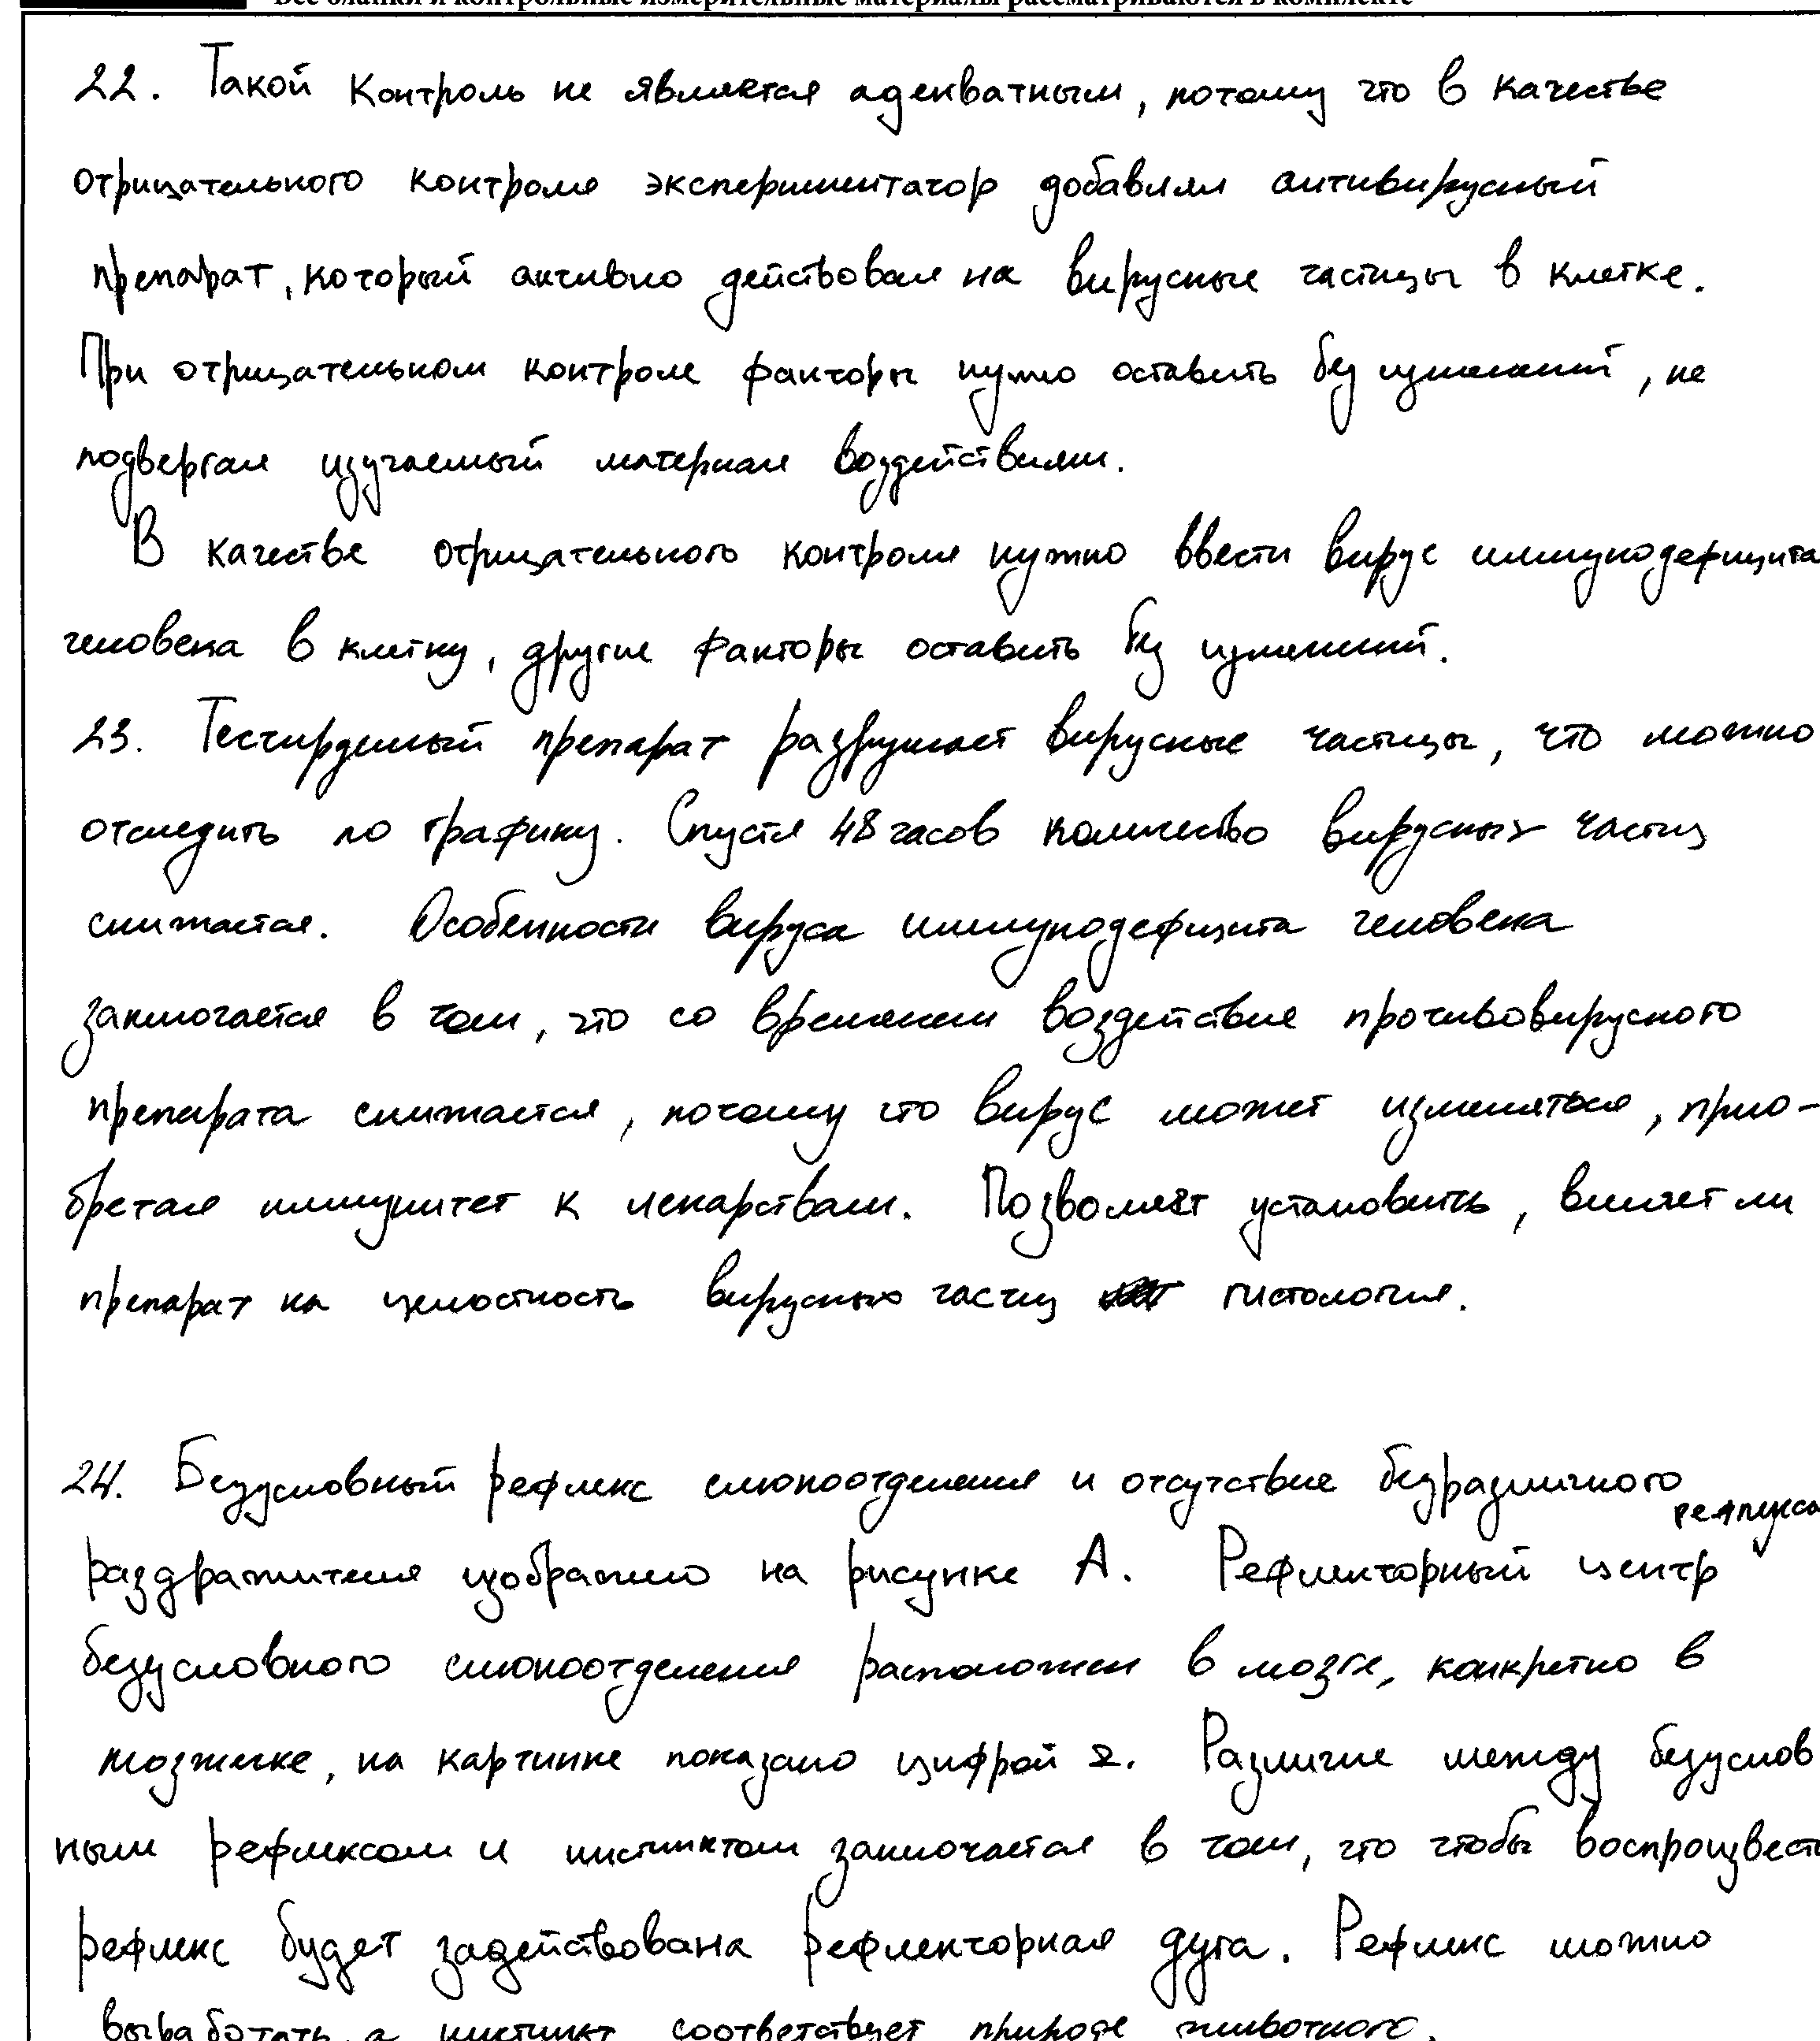 Все бланки и контрольные измерительные материалы рассматриваются в комплекте
22. Такой контроль не является адекватным, потому что в качестве
отрицательного контроля экспериментатор добавлял антивирусный
препарат, который активно действовал на вирусные частицы в клетке.
При отрицательном контроле факторы нужно оставить без изменений, не
подвергая изучаемый материал воздействиям.
В качестве отрицательного контроля нужно ввести вирус иммунодефицита
человека в клетку, другие факторы оставить без изменений.
23. Тестируемый препарат разрушает вирусные частицы, что можно
отследить по графику. Спустя 48 часов количество вирусных частиц
снижается. Особенности вируса иммунодефицита человека
заключается в том, что со временем воздействие противовирусного
препарата снижается, потому что вирус может изменяться, прио-
бретая иммунитет к лекарствам. Позволяет установить, влияет ли
препарат на целостность вирусных частиц гистология.
24. Безусловный рефлекс слюноотделения и отсутствие безразличного
рефлекса
раздражителя изображено на рисунке А. Рефлекторный центр
безусловного слюноотделения расположен в мозге, конкретно в
мозжечке, на картинке показано цифрой 2. Различие между безуслов
ным рефлексом и инстинктом заключается в том, что чтобы воспроизвести
рефлекс будет задействована рефлекторная дуга. Рефлекс можно
выработать, а инстинкт соответствует природе животного.